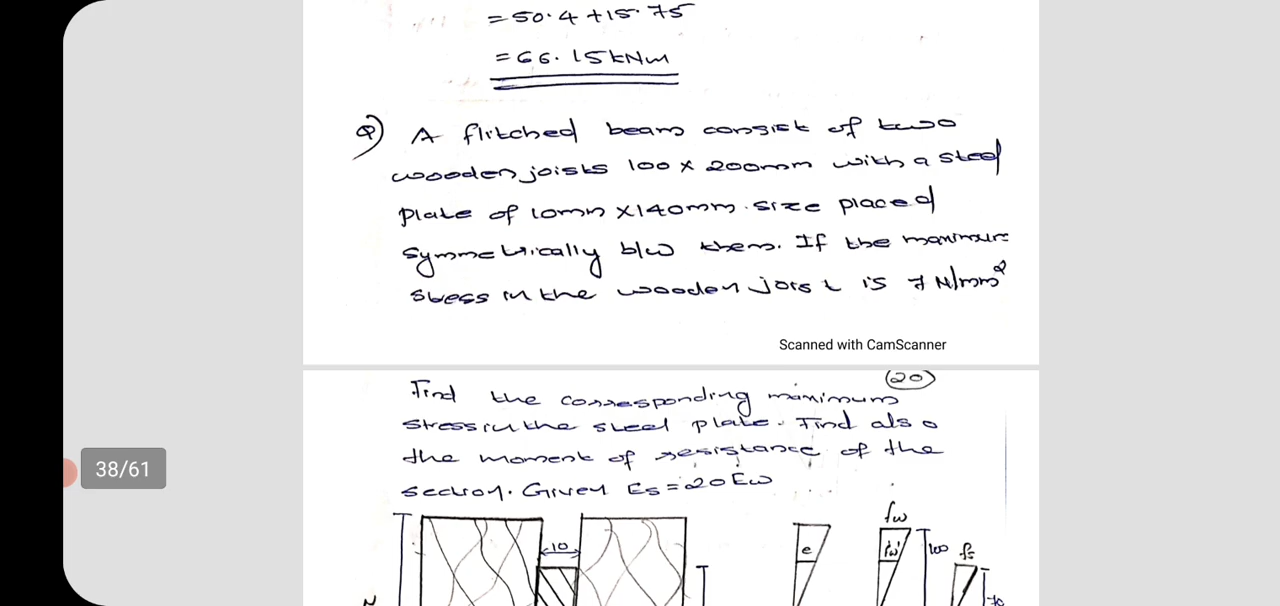 =50.4+15.75
=66.15kNm
Q) A flitched beam consist of two
wooden joists 100 x 200mm with a steel
plate of 10mm x 140mm size placed
symmetrically b/w them. If the maximum
stress in the wooden joist is 7 N/mm²
Scanned with CamScanner
(20)
Find the corresponding maximum
stress in the steel plate. Find also
the moment of resistance of the
section. Given Es = 20 Ew
38/61
fw
10
e
fw'
100
fs
70
N